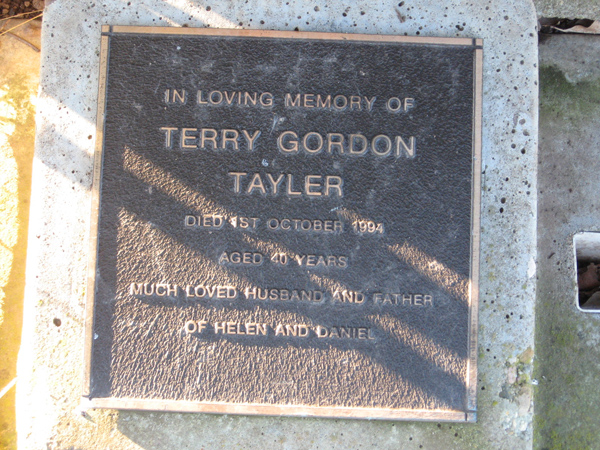 IN LOVING MEMORY OF
TERRY GORDON
TAYLER
DIED 1ST OCTOBER 1994
AGED 40 YEARS
MUCH LOVED HUSBAND AND FATHER
OF HELEN AND DANIEL